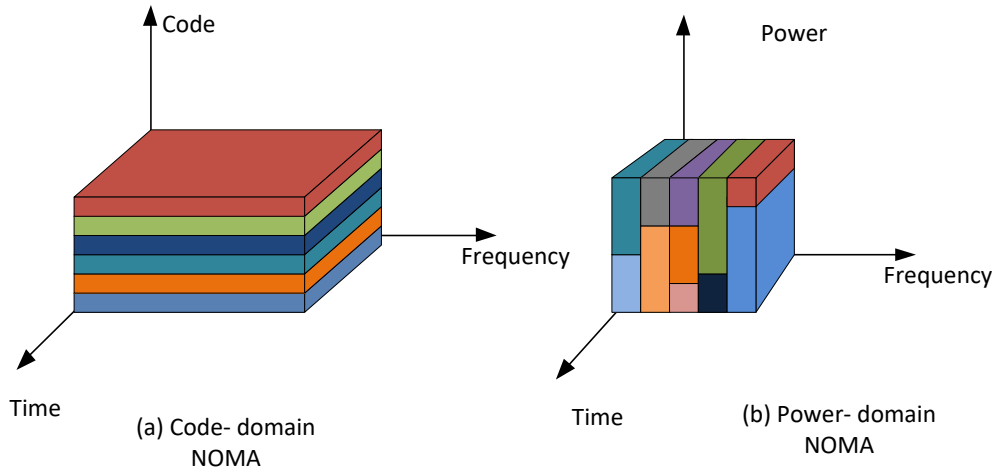 Code
Frequency
Time
(a) Code- domain
NOMA
Power
Frequency
Time
(b) Power- domain
NOMA